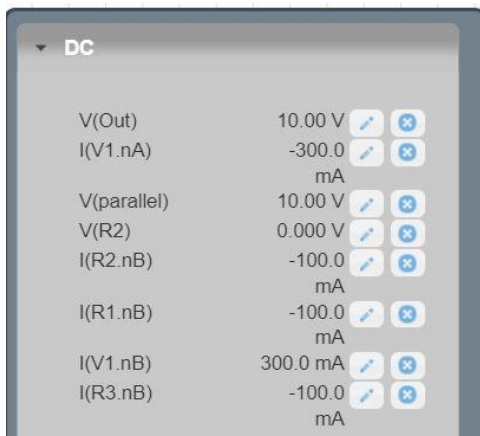 DC
V(Out) 10.00 V
I(V1.nA) -300.0
mA
V(parallel) 10.00 V
V(R2) 0.000 V
I(R2.nB) -100.0
mA
I(R1.nB) -100.0
mA
I(V1.nB) 300.0 mA
I(R3.nB) -100.0
mA